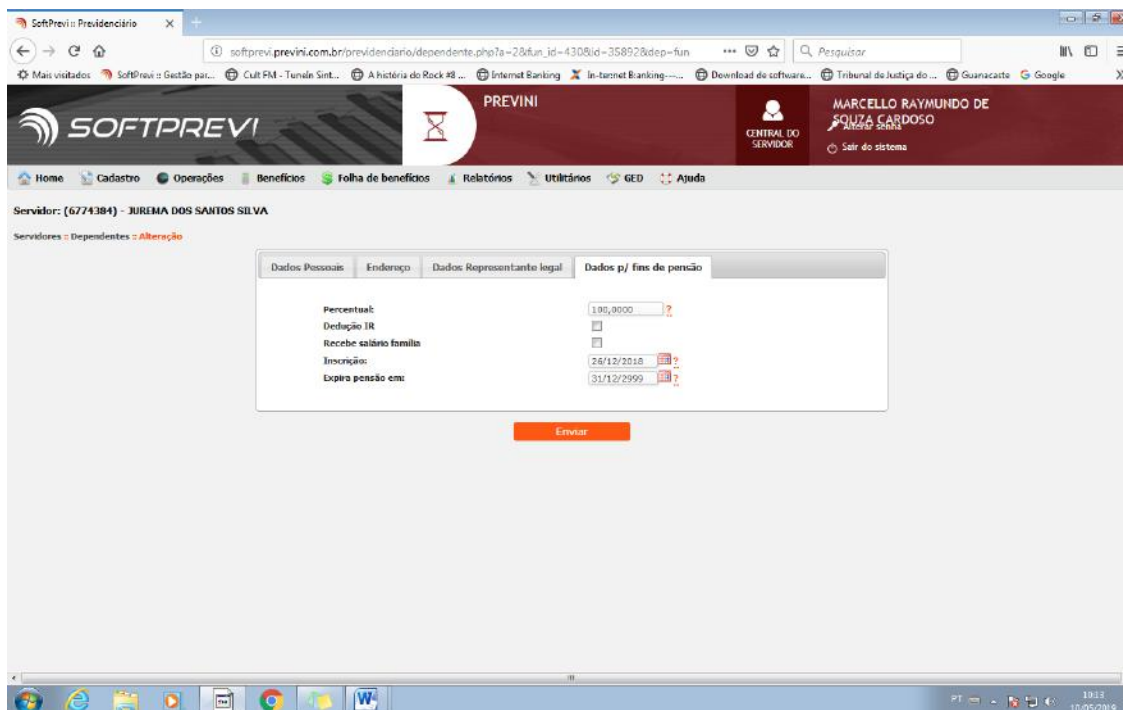 SoftPrevi :: Previdenciário
softprevi.previni.com.br/previdenciario/dependente.php?a=2&fun_id=430&id=35892&dep=fun
Pesquisar
Mais visitados SoftPrevi :: Gestão par... Cult FM - TuneIn Sint... A história do Rock #8 ... Internet Banking In-ternet Banking---... Download de software... Tribunal de Justiça do ... Guanacaste Google
SOFTPREVI
PREVINI
CENTRAL DO
SERVIDOR
MARCELLO RAYMUNDO DE
SOUZA CARDOSO
Alterar senha
Sair do sistema
Home Cadastro Operações Benefícios Folha de benefícios Relatórios Utilitários GED Ajuda
Servidor: (6774384) - JUREMA DOS SANTOS SILVA
Servidores :: Dependentes :: Alteração
Dados Pessoais Endereço Dados Representante legal Dados p/ fins de pensão
Percentual: 100,0000 ?
Dedução IR
Recebe salário família
Inscrição: 26/12/2018 ?
Expira pensão em: 31/12/2999 ?
Enviar
PT
10:13
10/05/2019